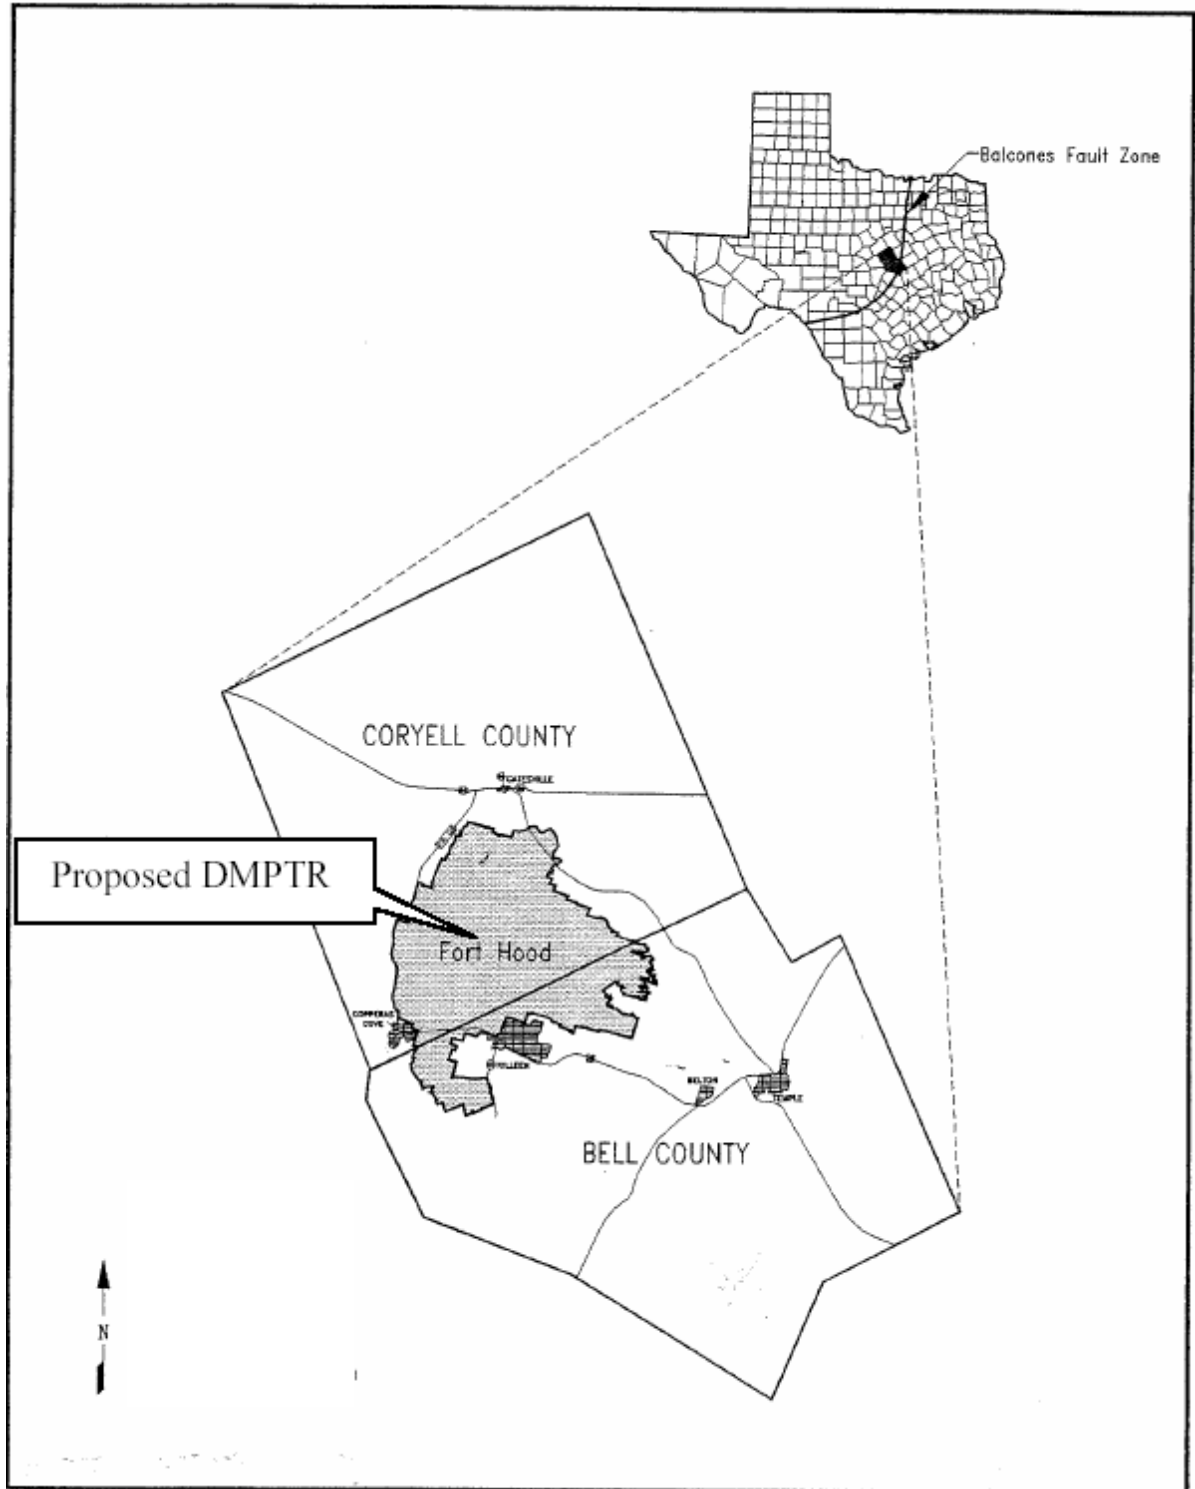 Balcones Fault Zone
CORYELL COUNTY
GATESVILLE
Proposed DMPTR
Fort Hood
COPPERAS
COVE
KILLEEN
BELTON
TEMPLE
BELL COUNTY
N